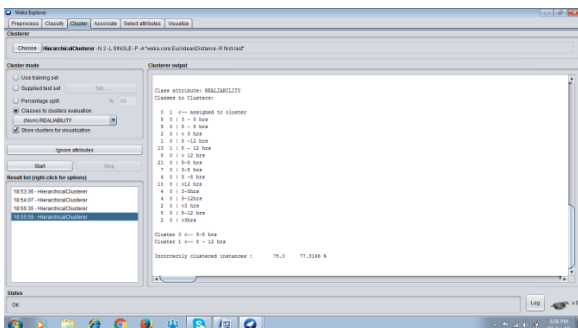 Weka Explorer
Preprocess Classify Cluster Associate Select attributes Visualize
Clusterer
Choose HierarchicalClusterer -N 2 -L SINGLE -P -A "weka.core.EuclideanDistance -R first-last"
Cluster mode
Use training set
Supplied test set Set...
Percentage split %
Classes to clusters evaluation
(Nom) REALIABILITY
Store clusters for visualization
Ignore attributes
Start Stop
Result list (right-click for options)
18:53:36 - HierarchicalClusterer
18:54:07 - HierarchicalClusterer
18:55:35 - HierarchicalClusterer
18:55:59 - HierarchicalClusterer
Clusterer output
Class attribute: REALIABILITY
Classes to Clusters:
0 1 <-- assigned to cluster
8 0 | 3 - 5 hrs
5 0 | 5 - 8 hrs
2 0 | < 3 hrs
1 0 | 8 -12 hrs
13 1 | 8 - 12 hrs
8 0 | > 12 hrs
21 0 | 5-8 hrs
7 0 | 3-5 hrs
4 0 | 5 -8 hrs
10 0 | >12 hrs
4 0 | 3-5hrs
4 0 | 8-12hrs
2 0 | <3 hrs
8 0 | 8-12 hrs
2 0 | >3hrs
Cluster 0 <-- 5-8 hrs
Cluster 1 <-- 8 - 12 hrs
Incorrectly clustered instances : 75.0 77.3196 %
Status
OK
Log
x 0
6:56 PM